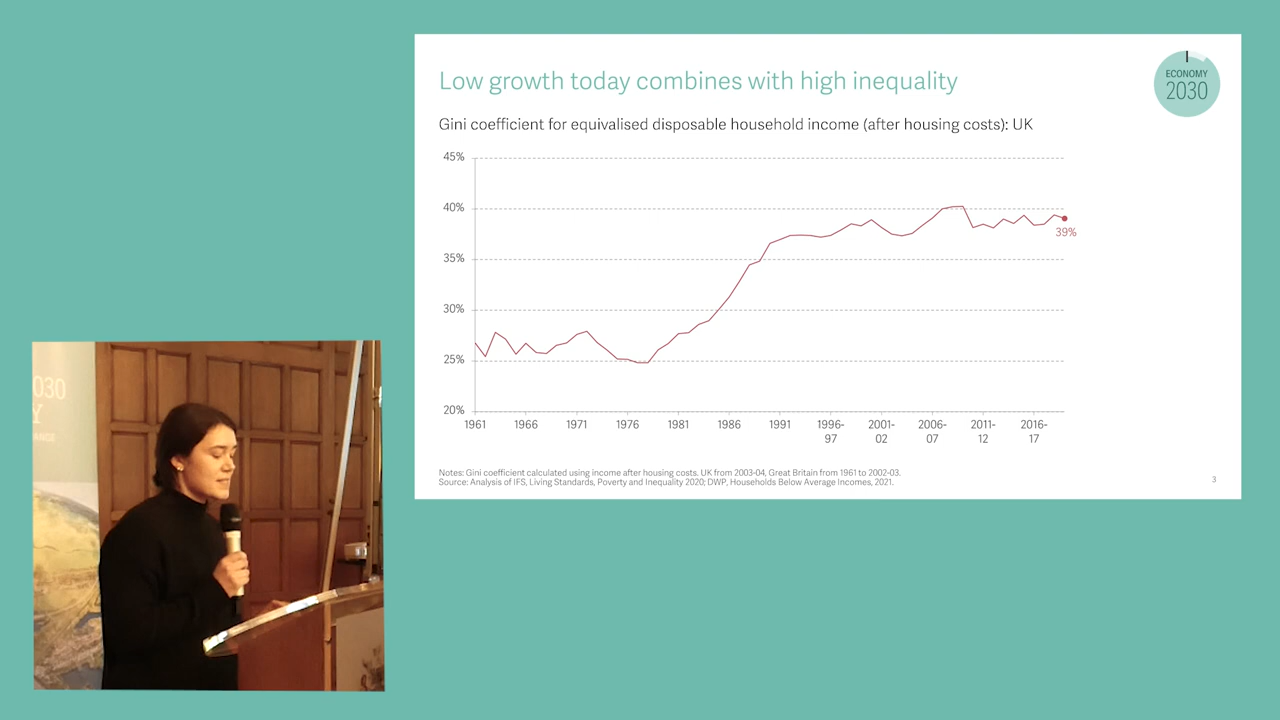 Low growth today combines with high inequality
ECONOMY
2030
Gini coefficient for equivalised disposable household income (after housing costs): UK
45%
40%
35%
30%
25%
20%
39%
1961 1966 1971 1976 1981 1986 1991 1996-97 2001-02 2006-07 2011-12 2016-17
Notes: Gini coefficient calculated using income after housing costs. UK from 2003-04, Great Britain from 1961 to 2002-03.
Source: Analysis of IFS, Living Standards, Poverty and Inequality 2020; DWP, Households Below Average Incomes, 2021.
3
030
Y